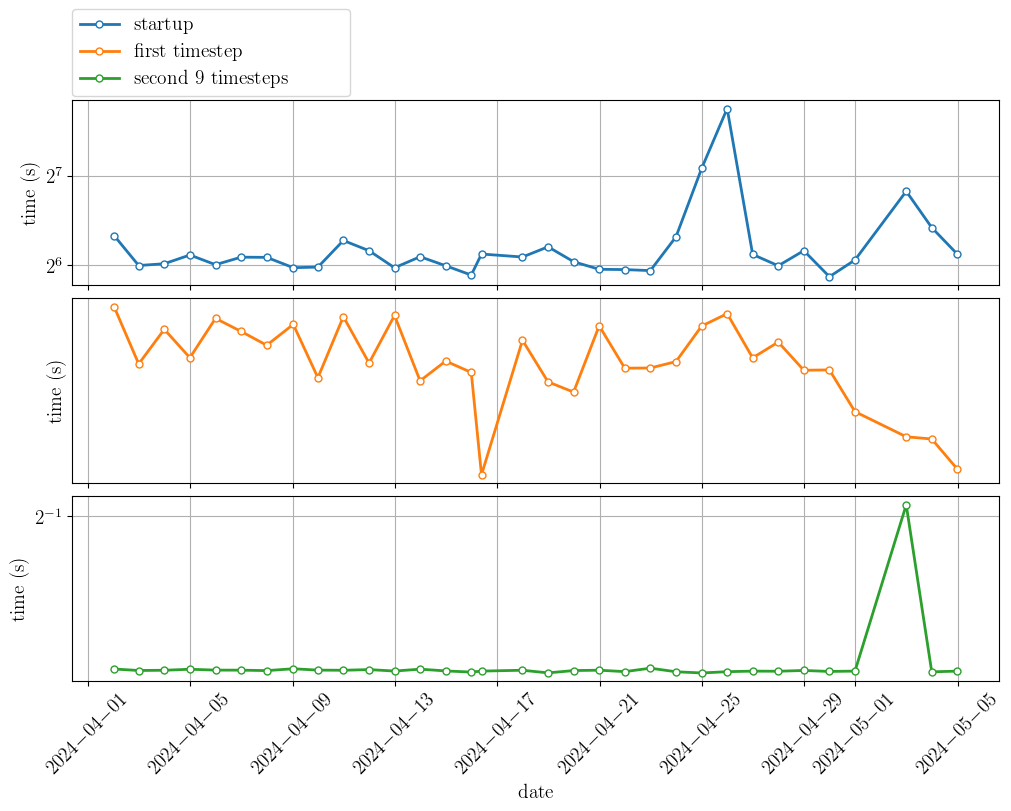 startup
first timestep
second 9 timesteps
time (s)
2^7
2^6
time (s)
time (s)
2^−1
2024−04−01
2024−04−05
2024−04−09
2024−04−13
2024−04−17
2024−04−21
2024−04−25
2024−04−29
2024−05−01
2024−05−05
date